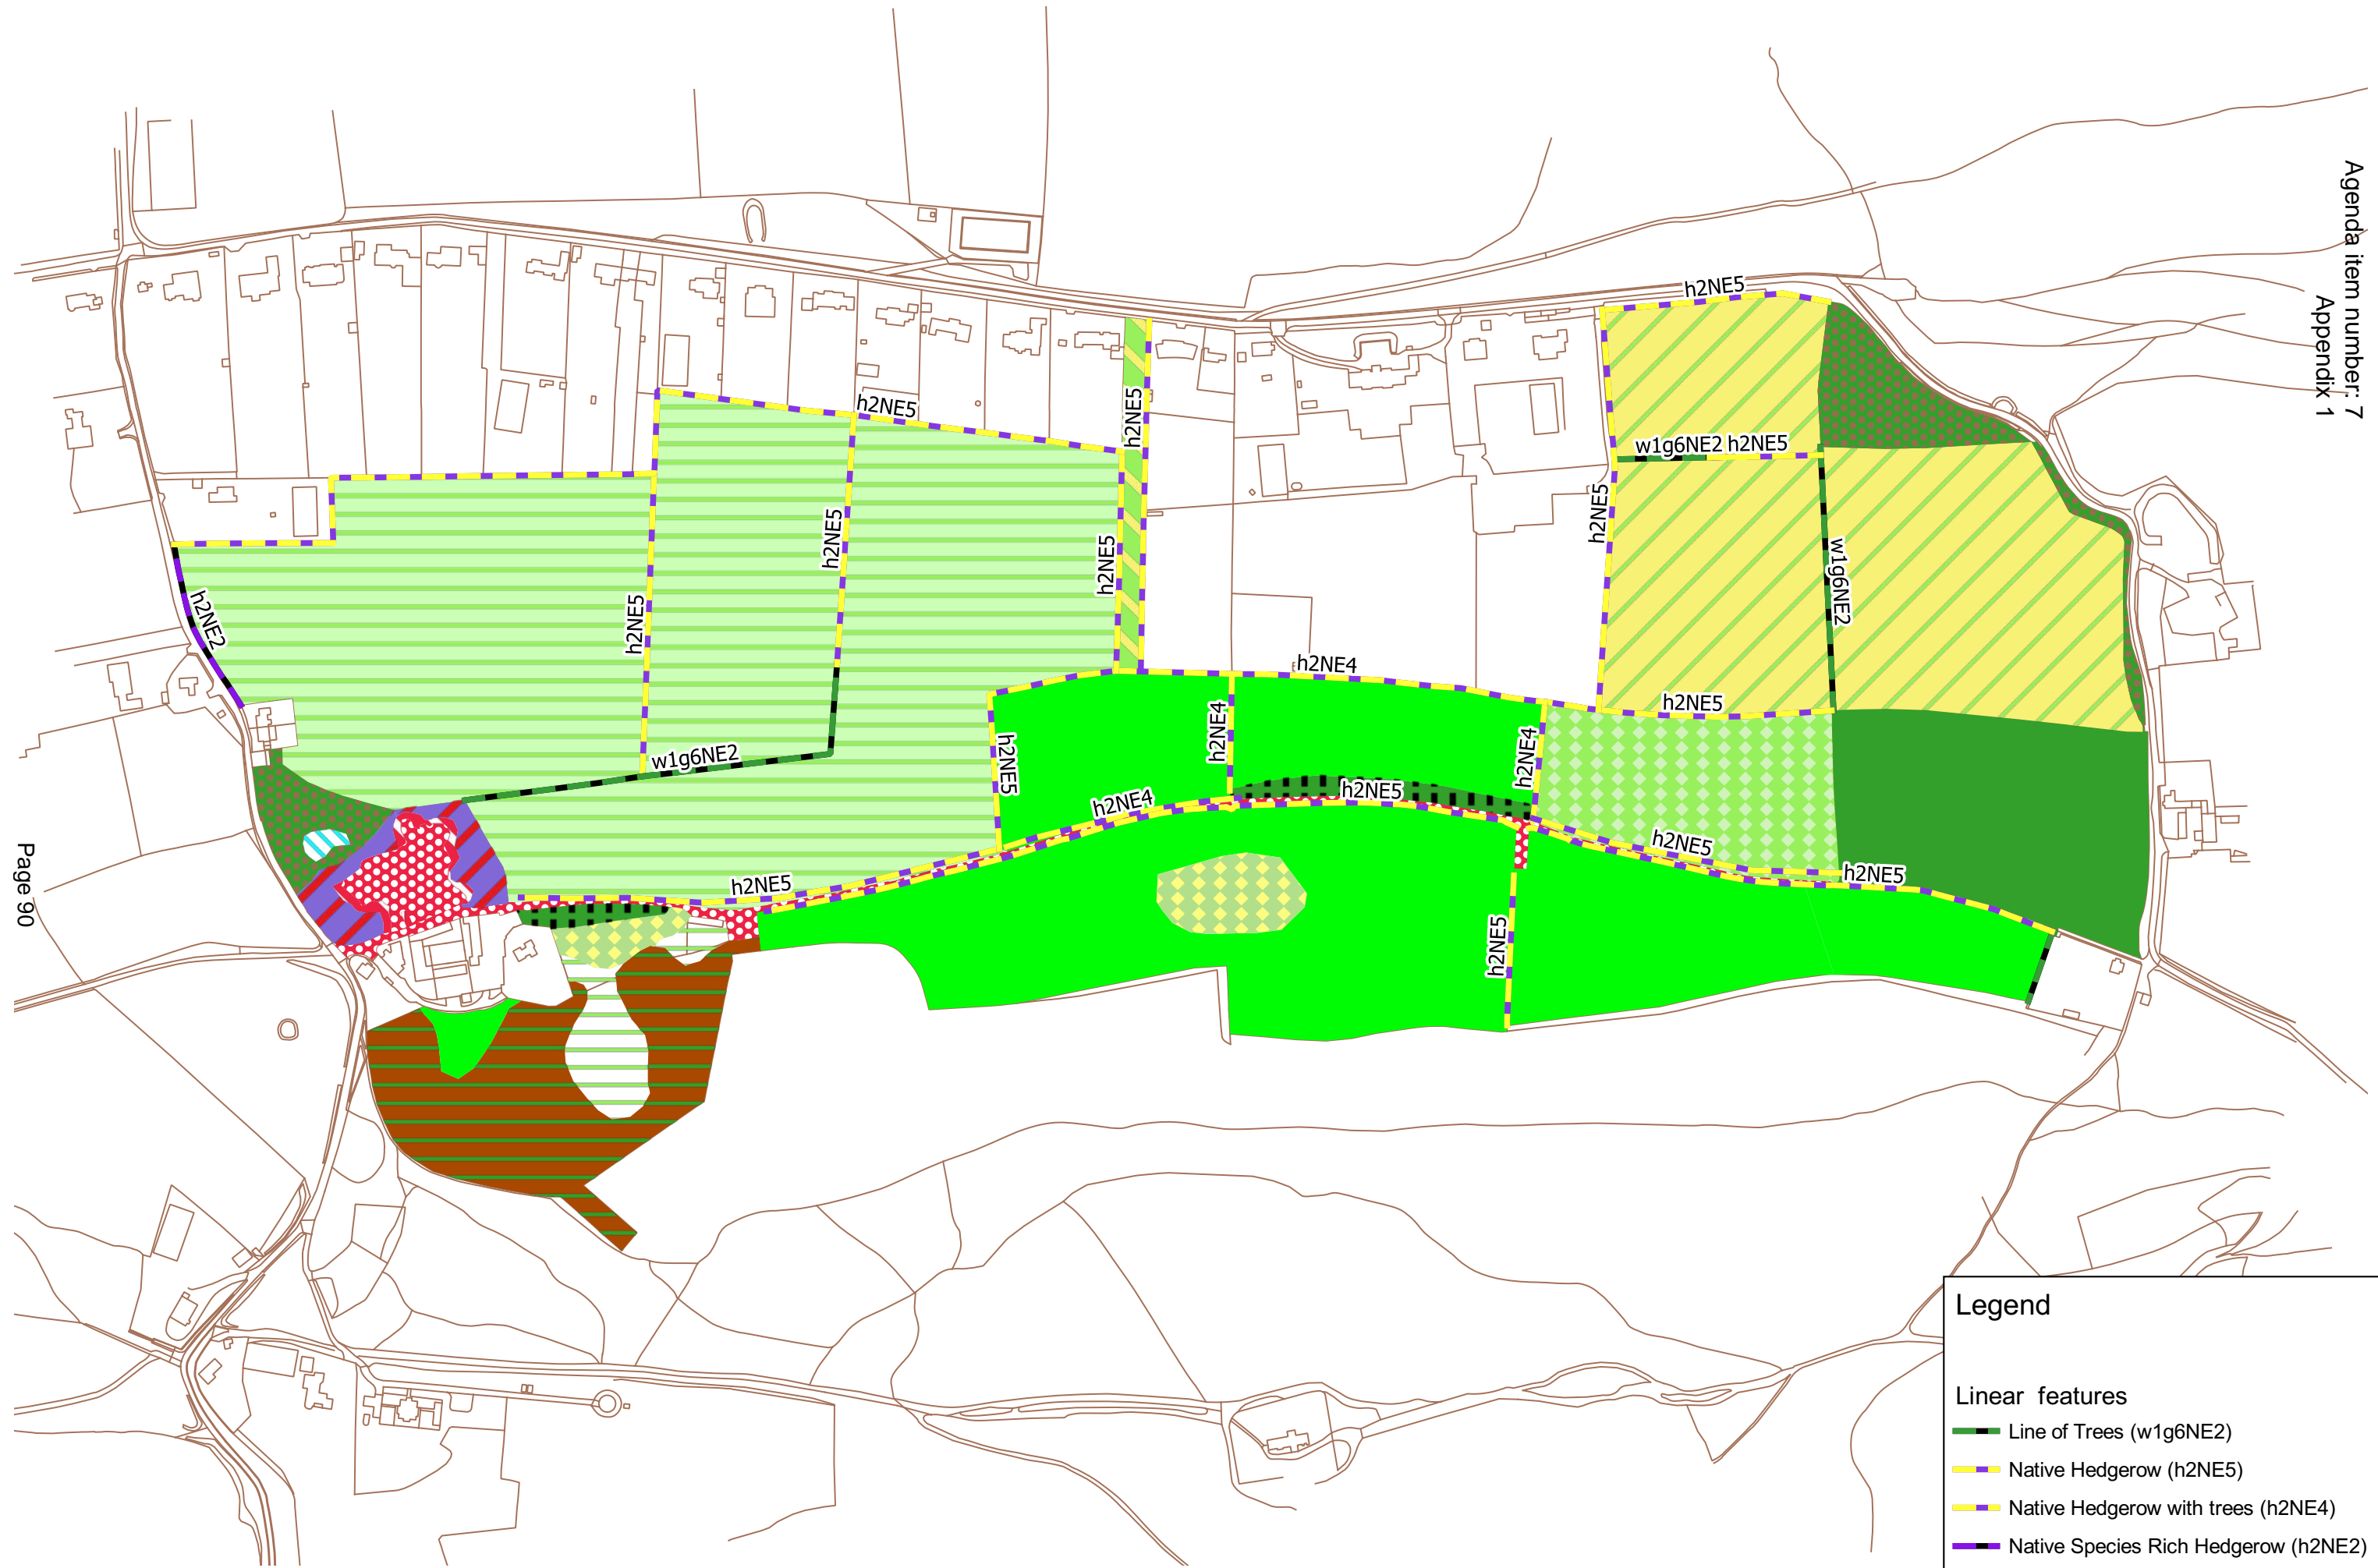 Agenda item number: 7
Appendix 1
h2NE5
h2NE5
h2NE5
w1g6NE2 h2NE5
h2NE5
h2NE5
h2NE5
w1g6NE2
h2NE2
h2NE5
h2NE4
h2NE5
h2NE4
h2NE4
w1g6NE2
h2NE5
h2NE5
h2NE4
h2NE5
h2NE5
h2NE5
h2NE5
Page 90
Legend
Linear features
Line of Trees (w1g6NE2)
Native Hedgerow (h2NE5)
Native Hedgerow with trees (h2NE4)
Native Species Rich Hedgerow (h2NE2)